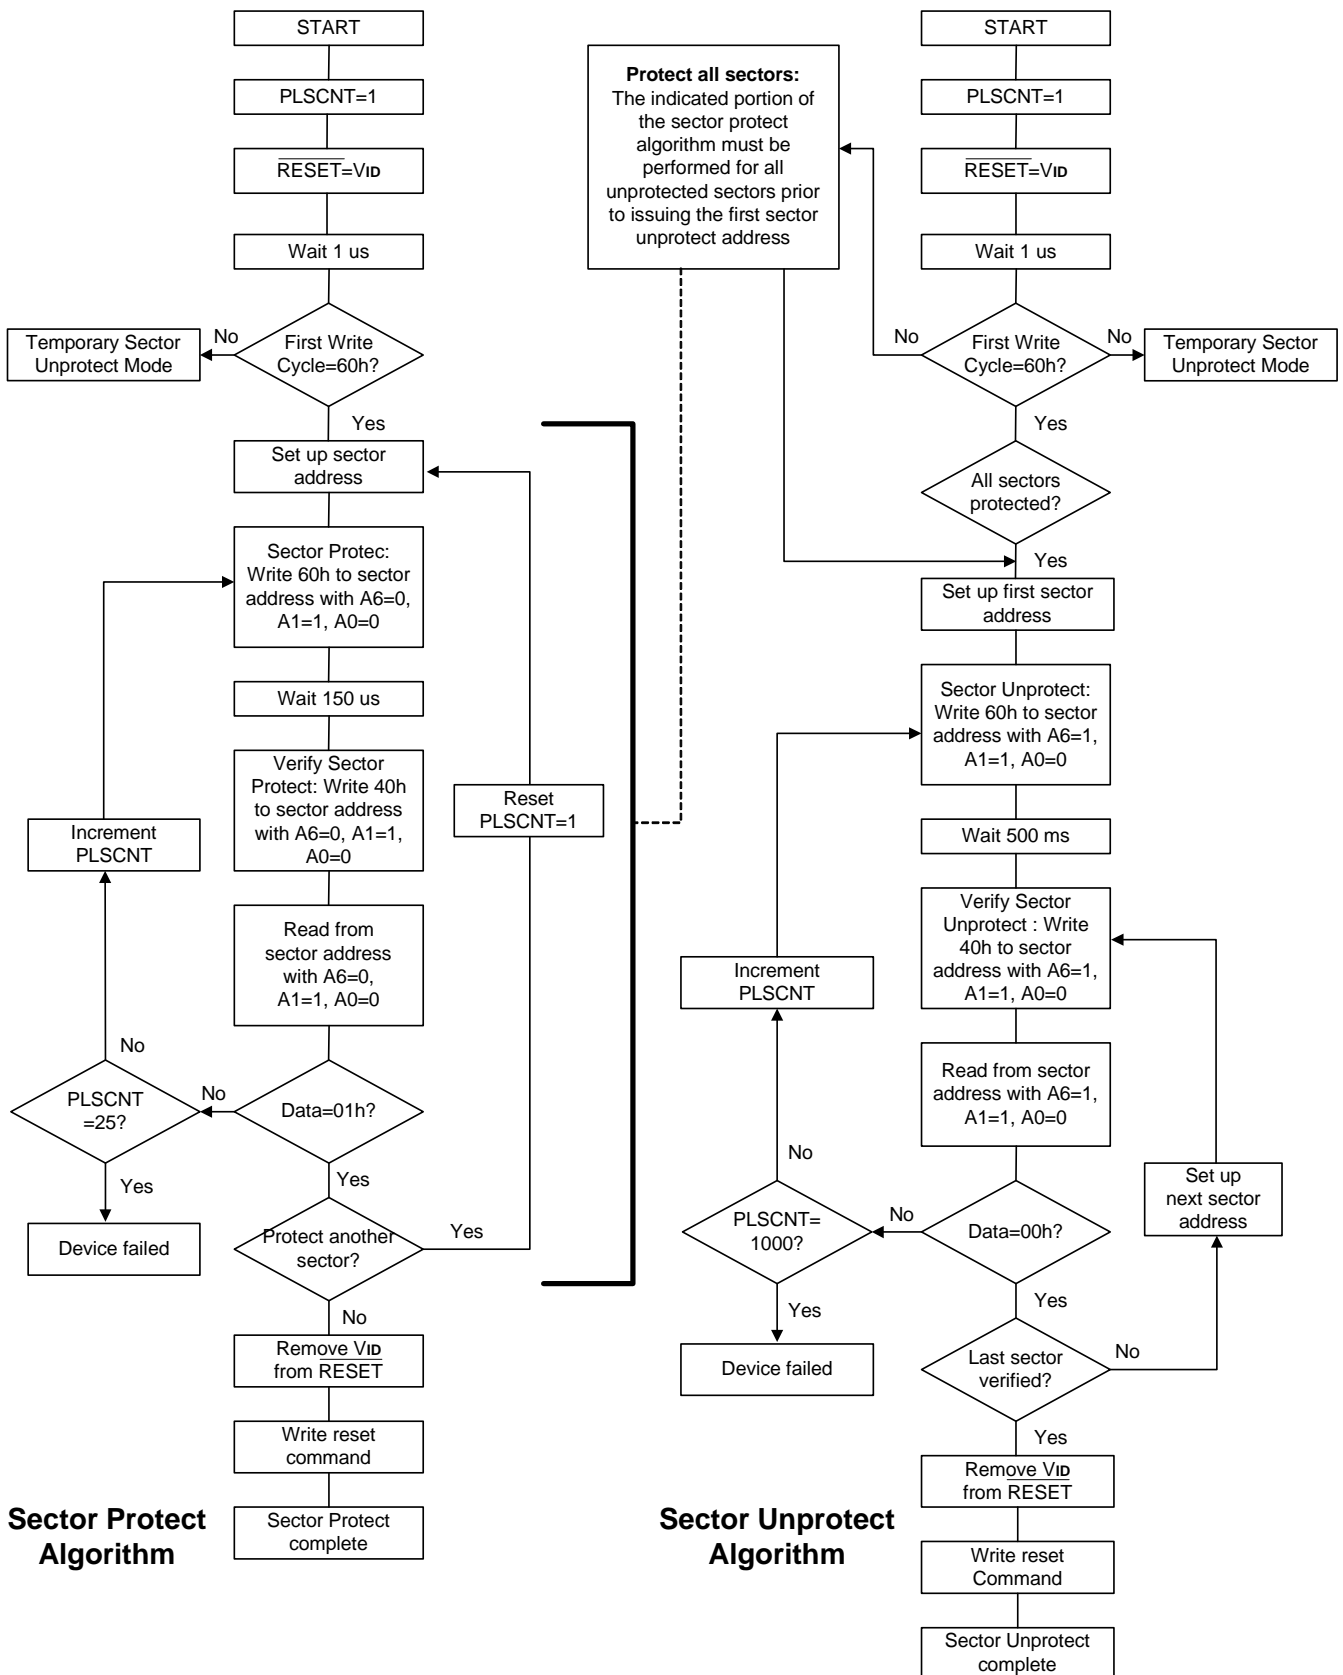 START
PLSCNT=1
RESET=VID
Wait 1 us
First Write
Cycle=60h?
No
Temporary Sector
Unprotect Mode
Yes
Set up sector
address
Sector Protec:
Write 60h to sector
address with A6=0,
A1=1, A0=0
Wait 150 us
Verify Sector
Protect: Write 40h
to sector address
with A6=0, A1=1,
A0=0
Increment
PLSCNT
Reset
PLSCNT=1
Read from
sector address
with A6=0,
A1=1, A0=0
No
PLSCNT
=25?
No
Data=01h?
Yes
Yes
Device failed
Protect another
sector?
Yes
No
Remove VID
from RESET
Write reset
command
Sector Protect
complete
Sector Protect
Algorithm
Protect all sectors:
The indicated portion of
the sector protect
algorithm must be
performed for all
unprotected sectors prior
to issuing the first sector
unprotect address
START
PLSCNT=1
RESET=VID
Wait 1 us
No
First Write
Cycle=60h?
No
Temporary Sector
Unprotect Mode
Yes
All sectors
protected?
Yes
Set up first sector
address
Sector Unprotect:
Write 60h to sector
address with A6=1,
A1=1, A0=0
Wait 500 ms
Verify Sector
Unprotect : Write
40h to sector
address with A6=1,
A1=1, A0=0
Increment
PLSCNT
Read from sector
address with A6=1,
A1=1, A0=0
No
PLSCNT=
1000?
No
Data=00h?
Set up
next sector
address
Yes
Yes
Device failed
Last sector
verified?
No
Yes
Remove VID
from RESET
Write reset
Command
Sector Unprotect
complete
Sector Unprotect
Algorithm